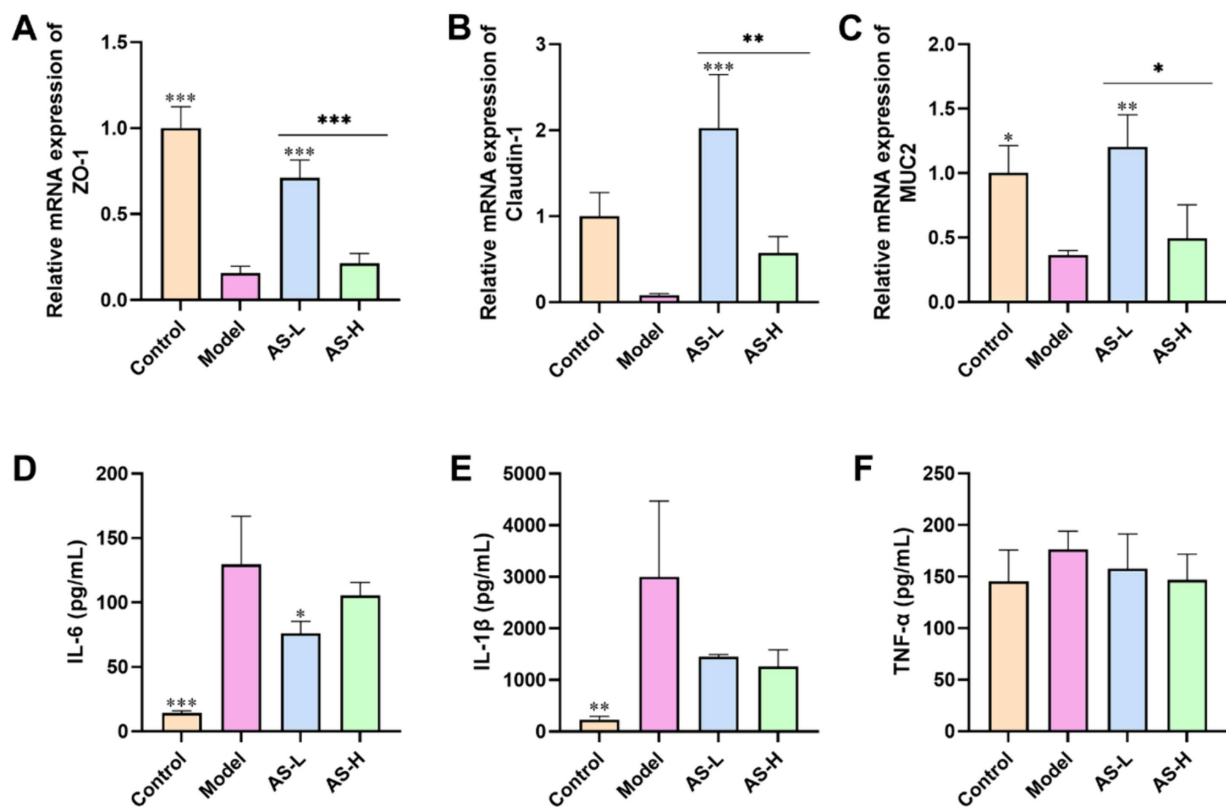 A
Relative mRNA expression of
ZO-1
1.5
1.0
0.5
0.0
***
***
***
Control
Model
AS-L
AS-H
B
Relative mRNA expression of
Claudin-1
3
2
1
0
***
**
Control
Model
AS-L
AS-H
C
Relative mRNA expression of
MUC2
2.0
1.5
1.0
0.5
0.0
*
**
*
Control
Model
AS-L
AS-H
D
IL-6 (pg/mL)
200
150
100
50
0
***
*
Control
Model
AS-L
AS-H
E
IL-1β (pg/mL)
5000
4000
3000
2000
1000
0
**
Control
Model
AS-L
AS-H
F
TNF-α (pg/mL)
250
200
150
100
50
0
Control
Model
AS-L
AS-H